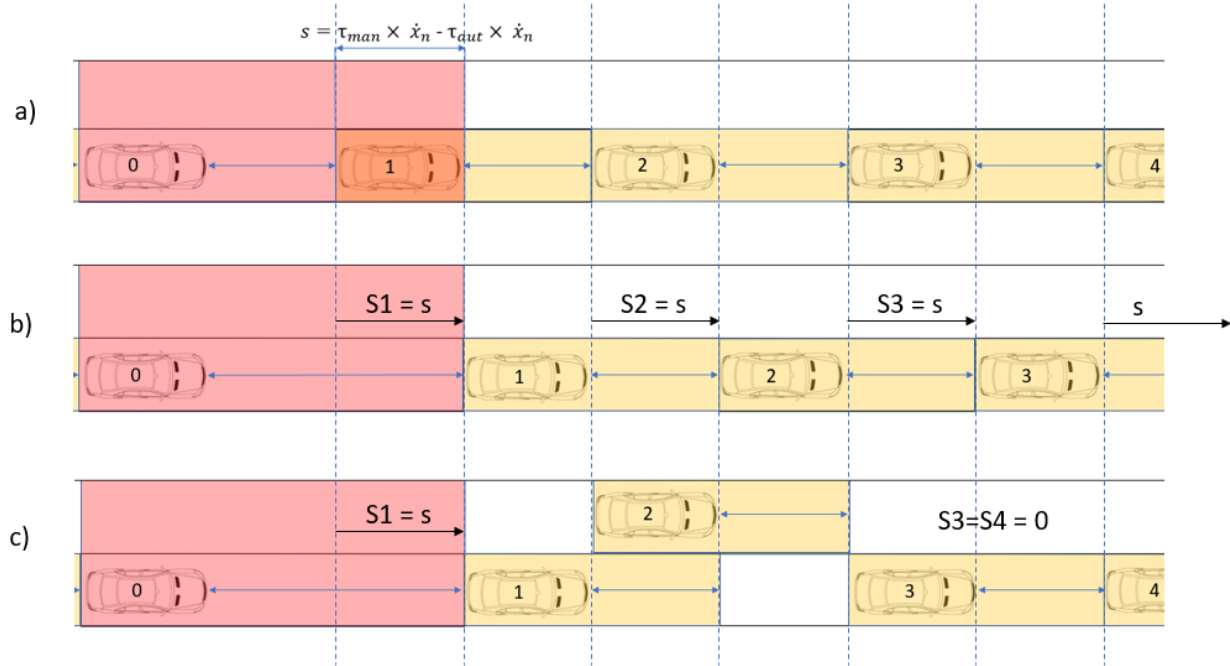 s = τₘₐₙ × ẋₙ - τₐᵤₜ × ẋₙ
a)
0 1 2 3 4
b)
S1 = s S2 = s S3 = s s
0 1 2 3
c)
2
S1 = s S3=S4 = 0
0 1 3 4